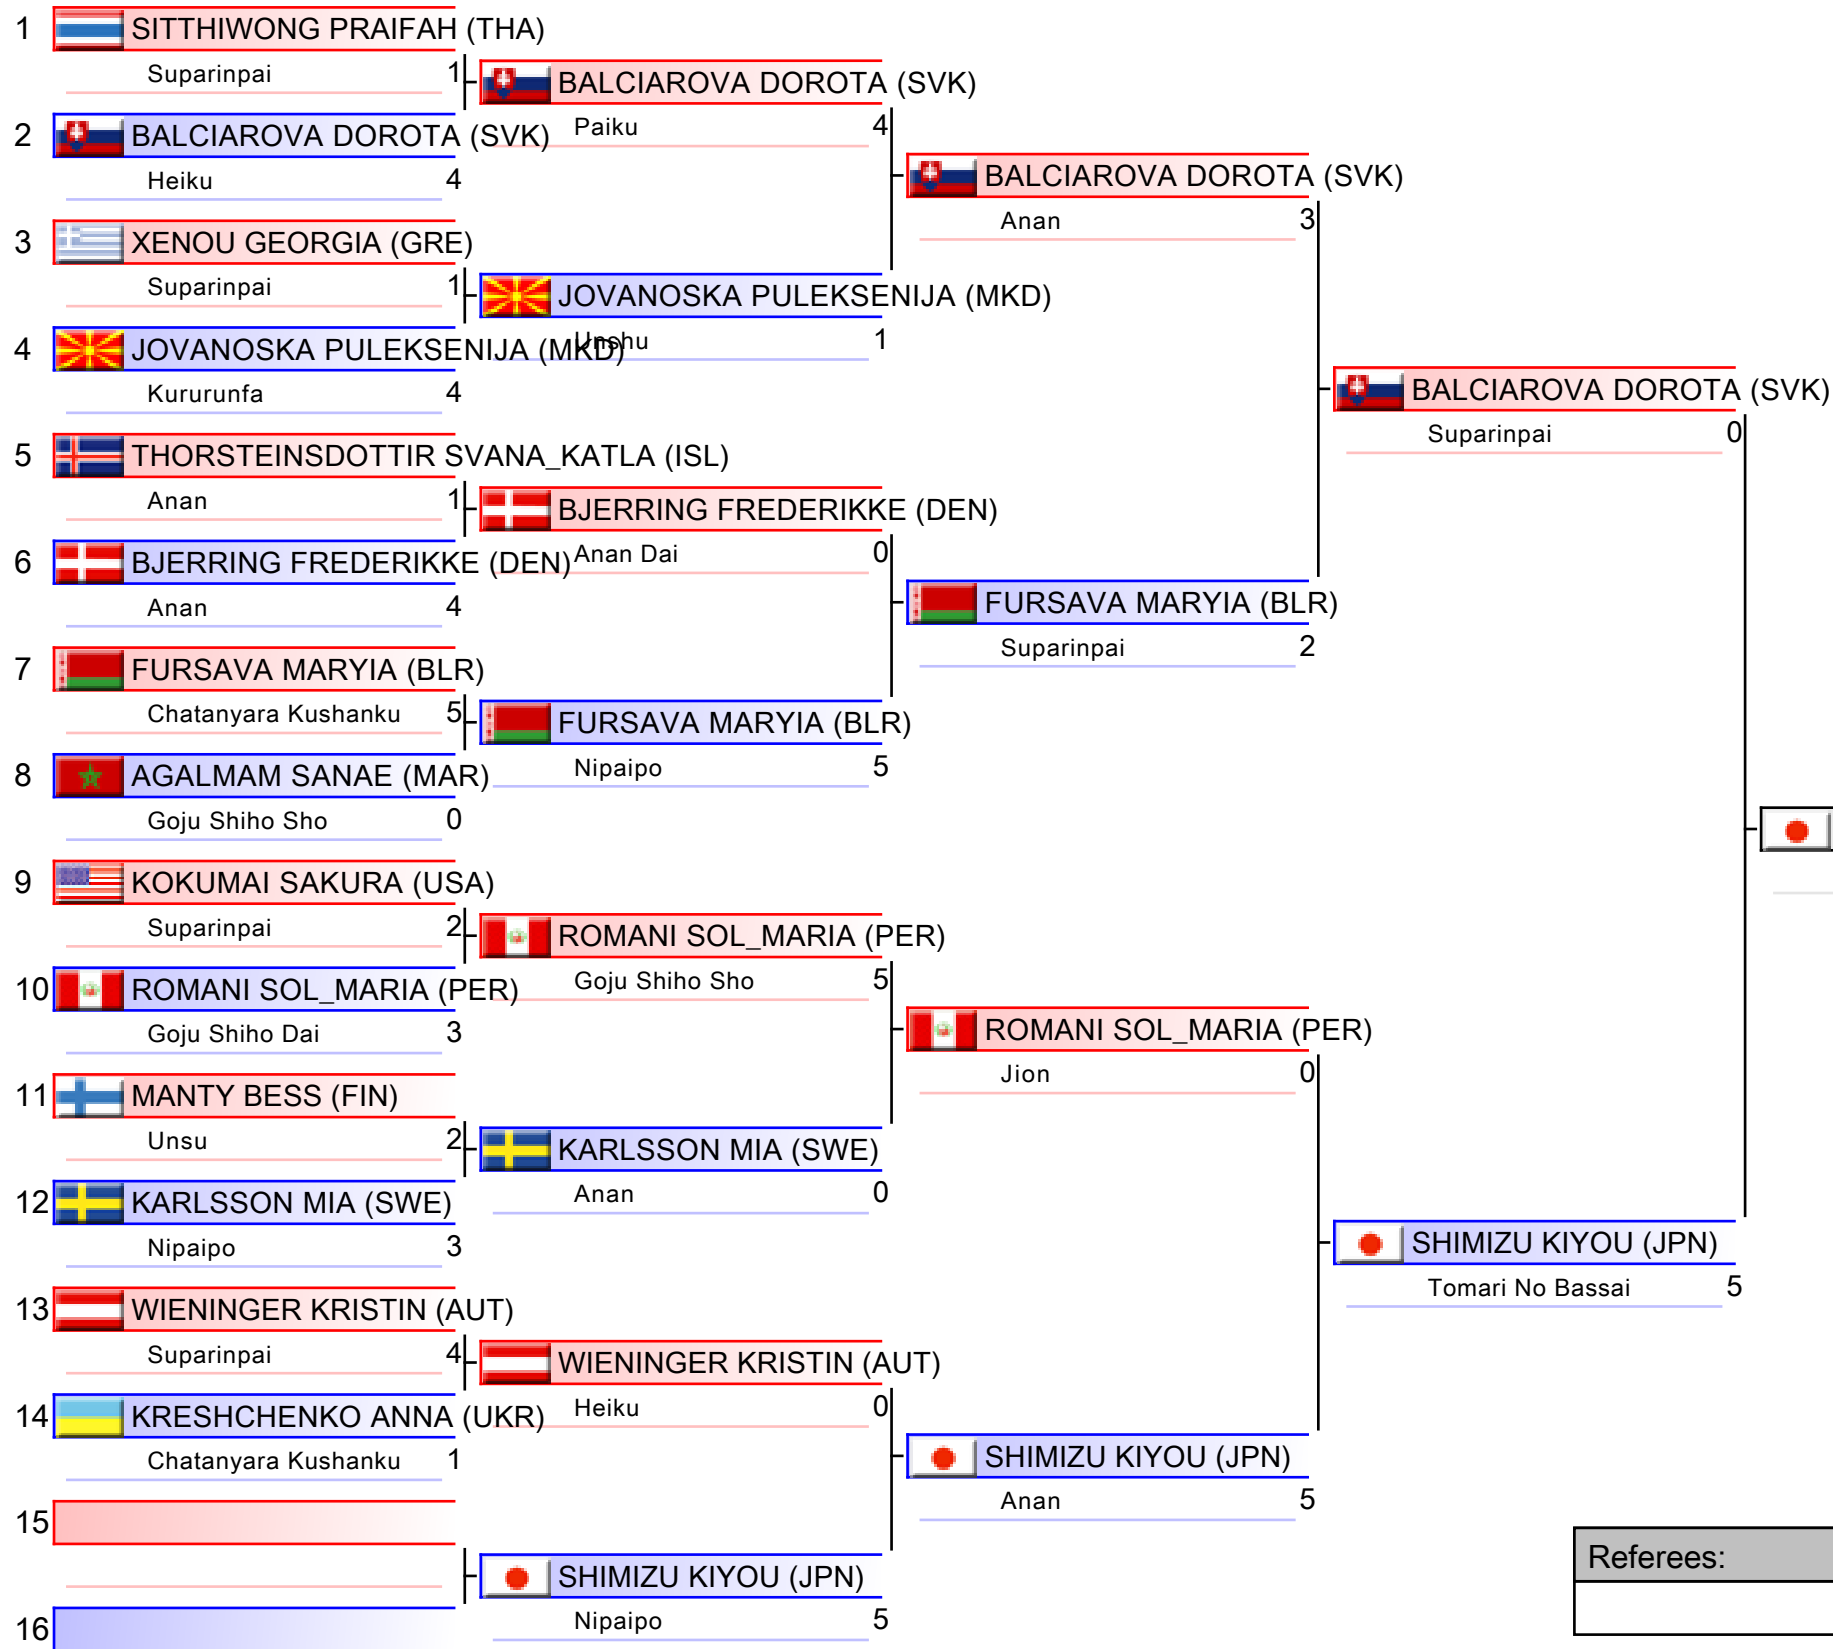 1 SITTHIWONG PRAIFAH (THA)
Suparinpai 1
2 BALCIAROVA DOROTA (SVK)
Heiku 4
3 XENOU GEORGIA (GRE)
Suparinpai 1
4 JOVANOSKA PULEKSENIJA (MKD)
Kururunfa 4
5 THORSTEINSDOTTIR SVANA_KATLA (ISL)
Anan 1
6 BJERRING FREDERIKKE (DEN)
Anan 4
7 FURSAVA MARYIA (BLR)
Chatanyara Kushanku 5
8 AGALMAM SANAE (MAR)
Goju Shiho Sho 0
9 KOKUMAI SAKURA (USA)
Suparinpai 2
10 ROMANI SOL_MARIA (PER)
Goju Shiho Dai 3
11 MANTY BESS (FIN)
Unsu 2
12 KARLSSON MIA (SWE)
Nipaipo 3
13 WIENINGER KRISTIN (AUT)
Suparinpai 4
14 KRESHCHENKO ANNA (UKR)
Chatanyara Kushanku 1
15
16
BALCIAROVA DOROTA (SVK)
Paiku 4
JOVANOSKA PULEKSENIJA (MKD)
Unshu 1
BJERRING FREDERIKKE (DEN)
Anan Dai 0
FURSAVA MARYIA (BLR)
Nipaipo 5
ROMANI SOL_MARIA (PER)
Goju Shiho Sho 5
KARLSSON MIA (SWE)
Anan 0
WIENINGER KRISTIN (AUT)
Heiku 0
SHIMIZU KIYOU (JPN)
Nipaipo 5
BALCIAROVA DOROTA (SVK)
Anan 3
FURSAVA MARYIA (BLR)
Suparinpai 2
ROMANI SOL_MARIA (PER)
Jion 0
SHIMIZU KIYOU (JPN)
Anan 5
BALCIAROVA DOROTA (SVK)
Suparinpai 0
SHIMIZU KIYOU (JPN)
Tomari No Bassai 5
Referees: